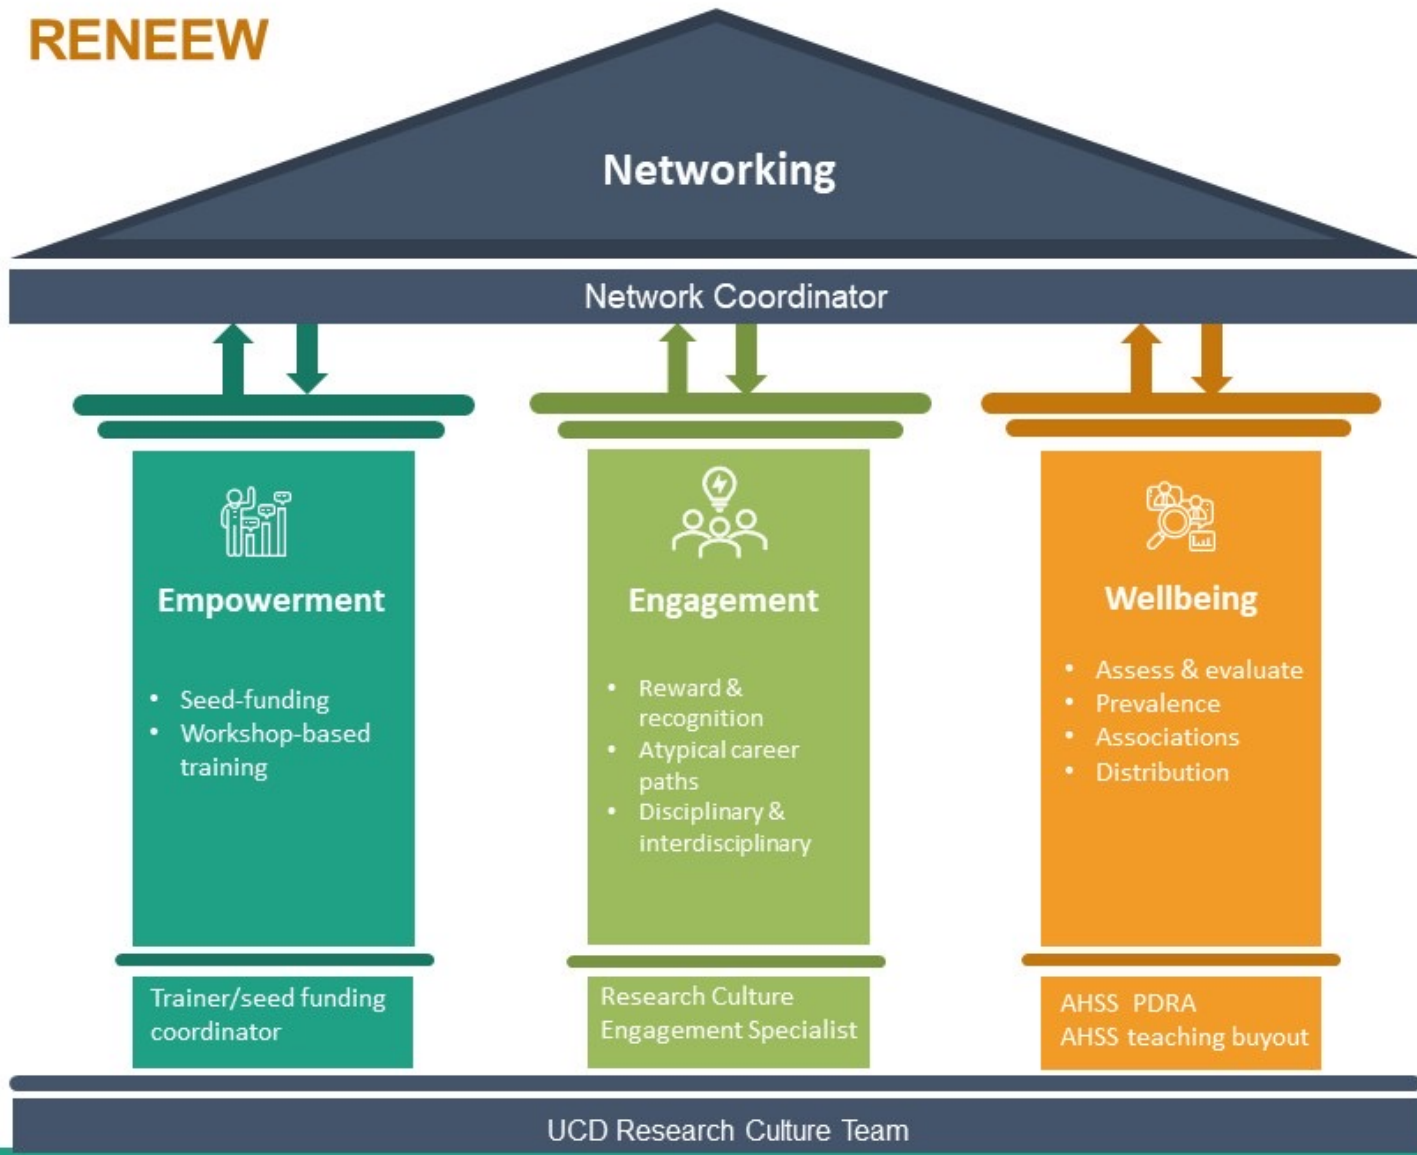 RENEEW
Networking
Network Coordinator
Empowerment
• Seed-funding
• Workshop-based
training
Engagement
• Reward &
recognition
• Atypical career
paths
• Disciplinary &
interdisciplinary
Wellbeing
• Assess & evaluate
• Prevalence
• Associations
• Distribution
Trainer/seed funding
coordinator
Research Culture
Engagement Specialist
AHSS PDRA
AHSS teaching buyout
UCD Research Culture Team